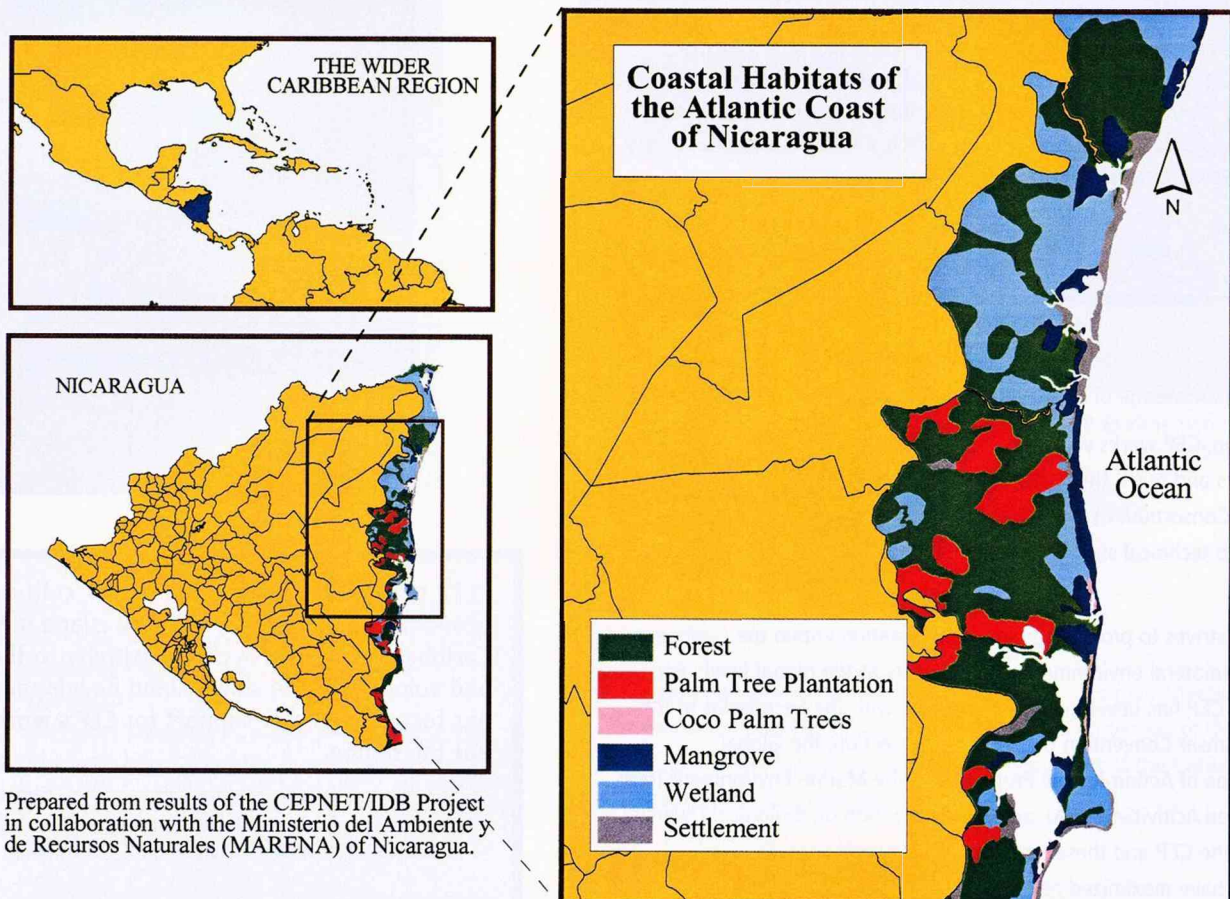 THE WIDER
CARIBBEAN REGION
NICARAGUA
Prepared from results of the CEPNET/IDB Project
in collaboration with the Ministerio del Ambiente y
de Recursos Naturales (MARENA) of Nicaragua.
Coastal Habitats of
the Atlantic Coast
of Nicaragua
N
Atlantic
Ocean
Forest
Palm Tree Plantation
Coco Palm Trees
Mangrove
Wetland
Settlement